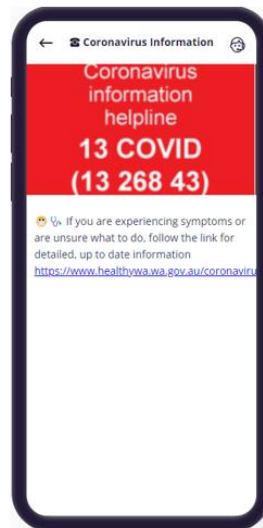 ← ☎ Coronavirus Information
Coronavirus
information
helpline
13 COVID
(13 268 43)
😷 🩺 If you are experiencing symptoms or
are unsure what to do, follow the link for
detailed, up to date information
https://www.healthywa.wa.gov.au/coronaviru